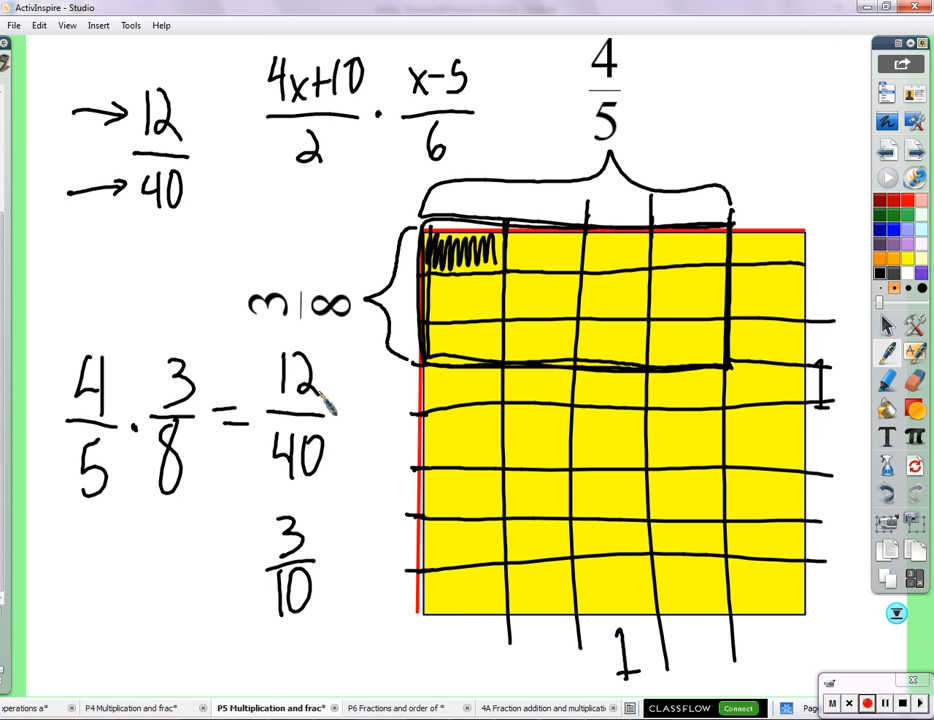 ActivInspire - Studio
File Edit View Insert Tools Help
→ 12/40
(4x+10)/2 · (x-5)/6
4/5
3/8
4/5 · 3/8 = 12/40
3/10
1
1
operations a* P4 Multiplication and frac* P5 Multiplication and frac* P6 Fractions and order of * 4A Fraction addition and multiplicati CLASSFLOW Connect Pag
M